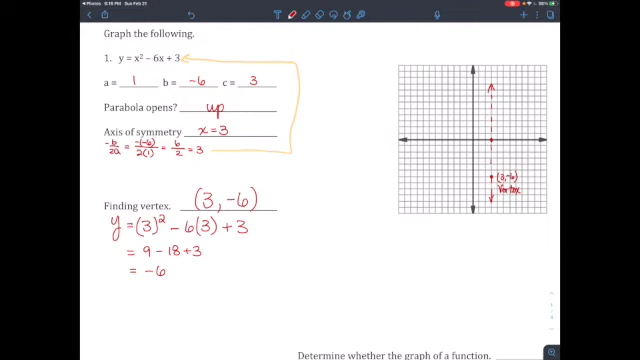 Photos 6:16 PM Sun Feb 21
Graph the following.
1. y = x² − 6x + 3
a = 1 b = -6 c = 3
Parabola opens? up
Axis of symmetry x = 3
-b/2a = -(-6)/2(1) = 6/2 = 3
(3,-6)
Vertex
Finding vertex. (3, -6)
y = (3)² - 6(3) + 3
= 9 - 18 + 3
= -6
Determine whether the graph of a function.